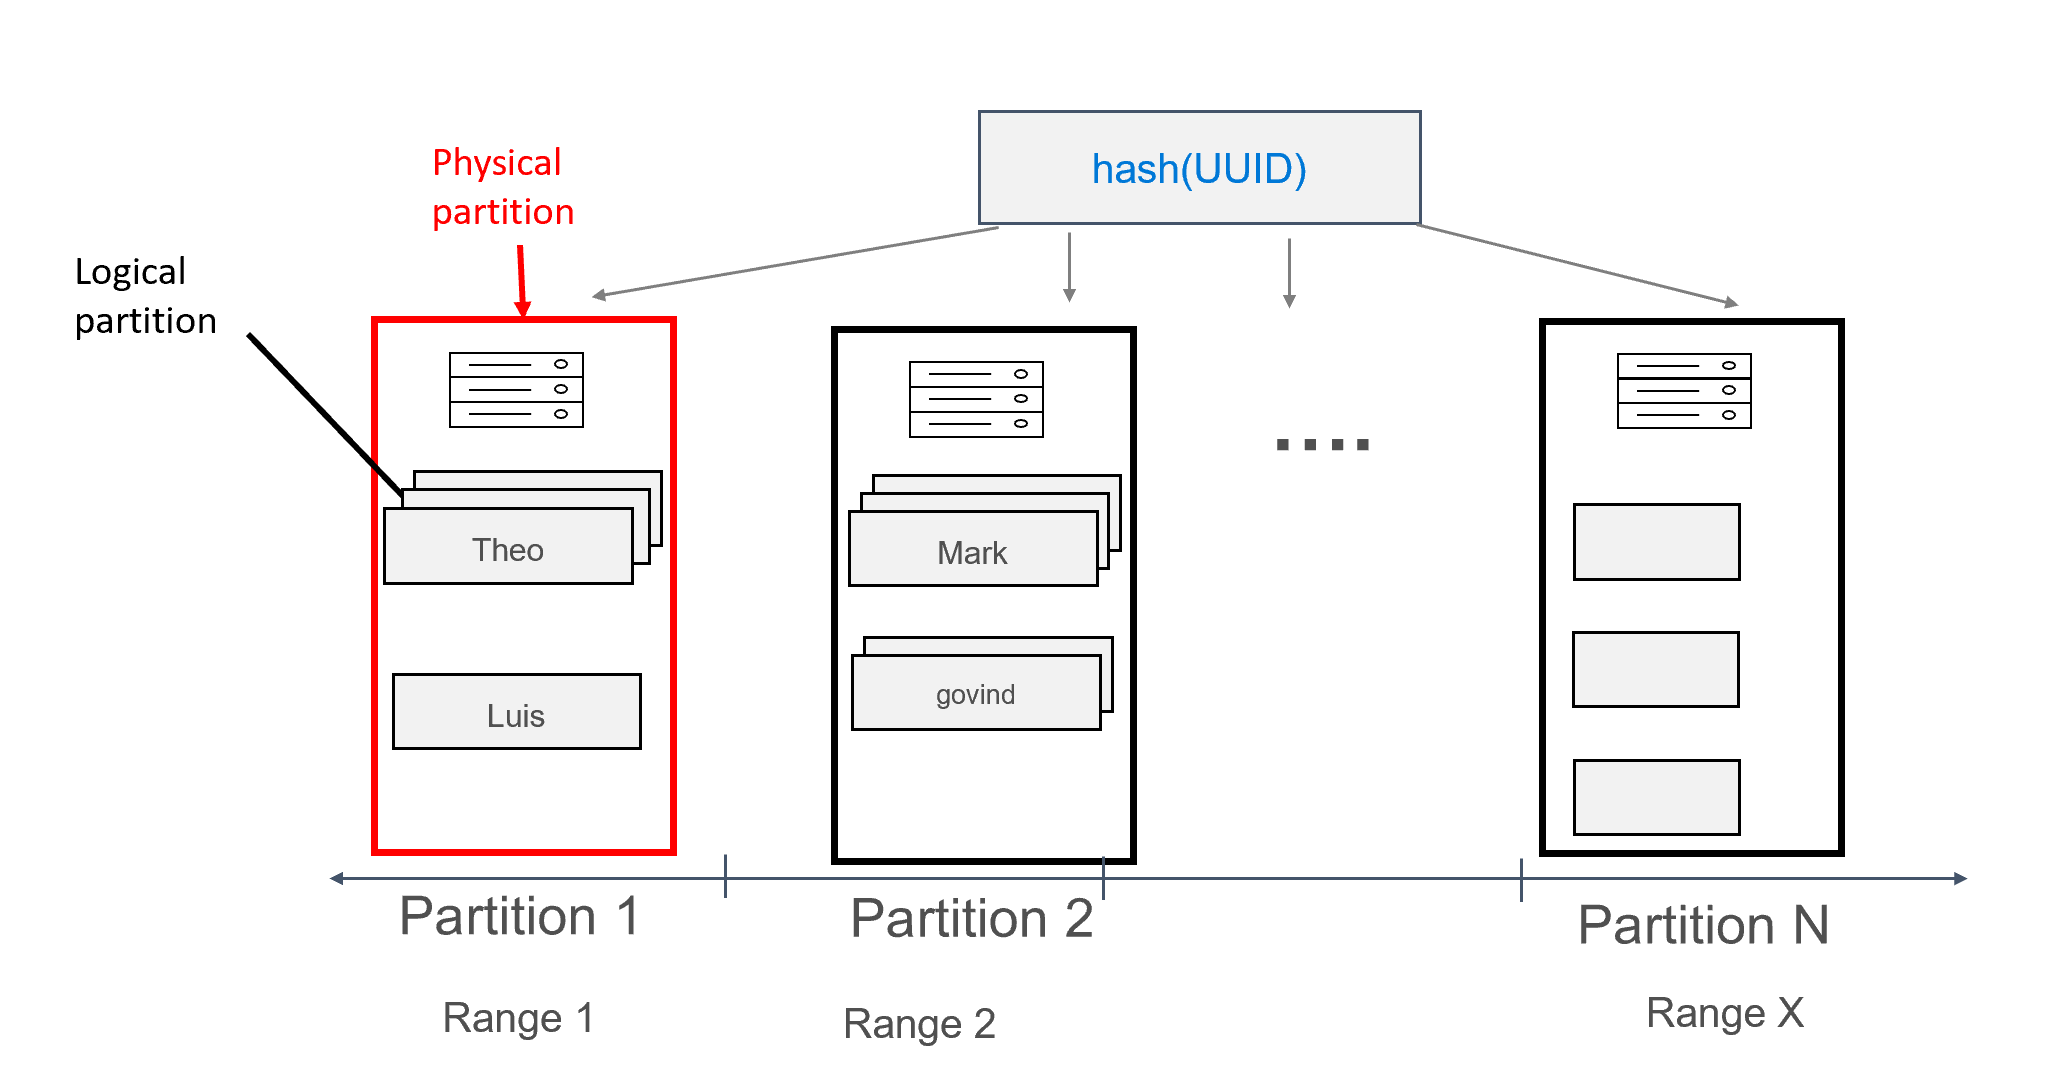 hash(UUID)
Physical
partition
Logical
partition
Theo
Luis
Mark
govind
....
Partition 1
Partition 2
Partition N
Range 1
Range 2
Range X